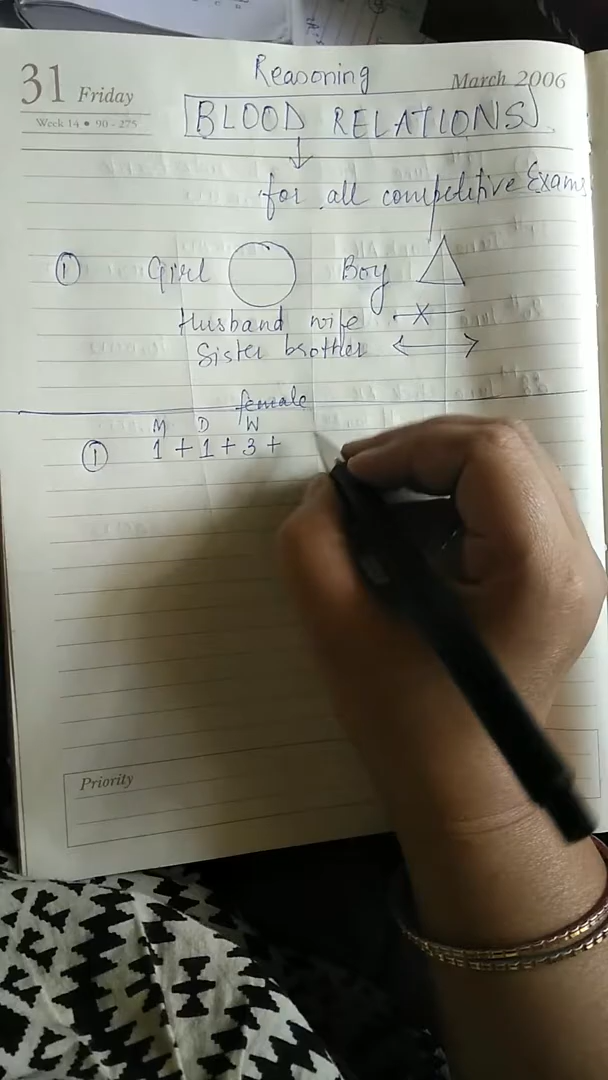 Reasoning
31 Friday
March 2006
Week 14 • 90 - 275
BLOOD RELATIONS
for all competitive Exams
① Girl Boy
Husband wife
Sister brother
female
M D W
① 1 + 1 + 3 +
Priority